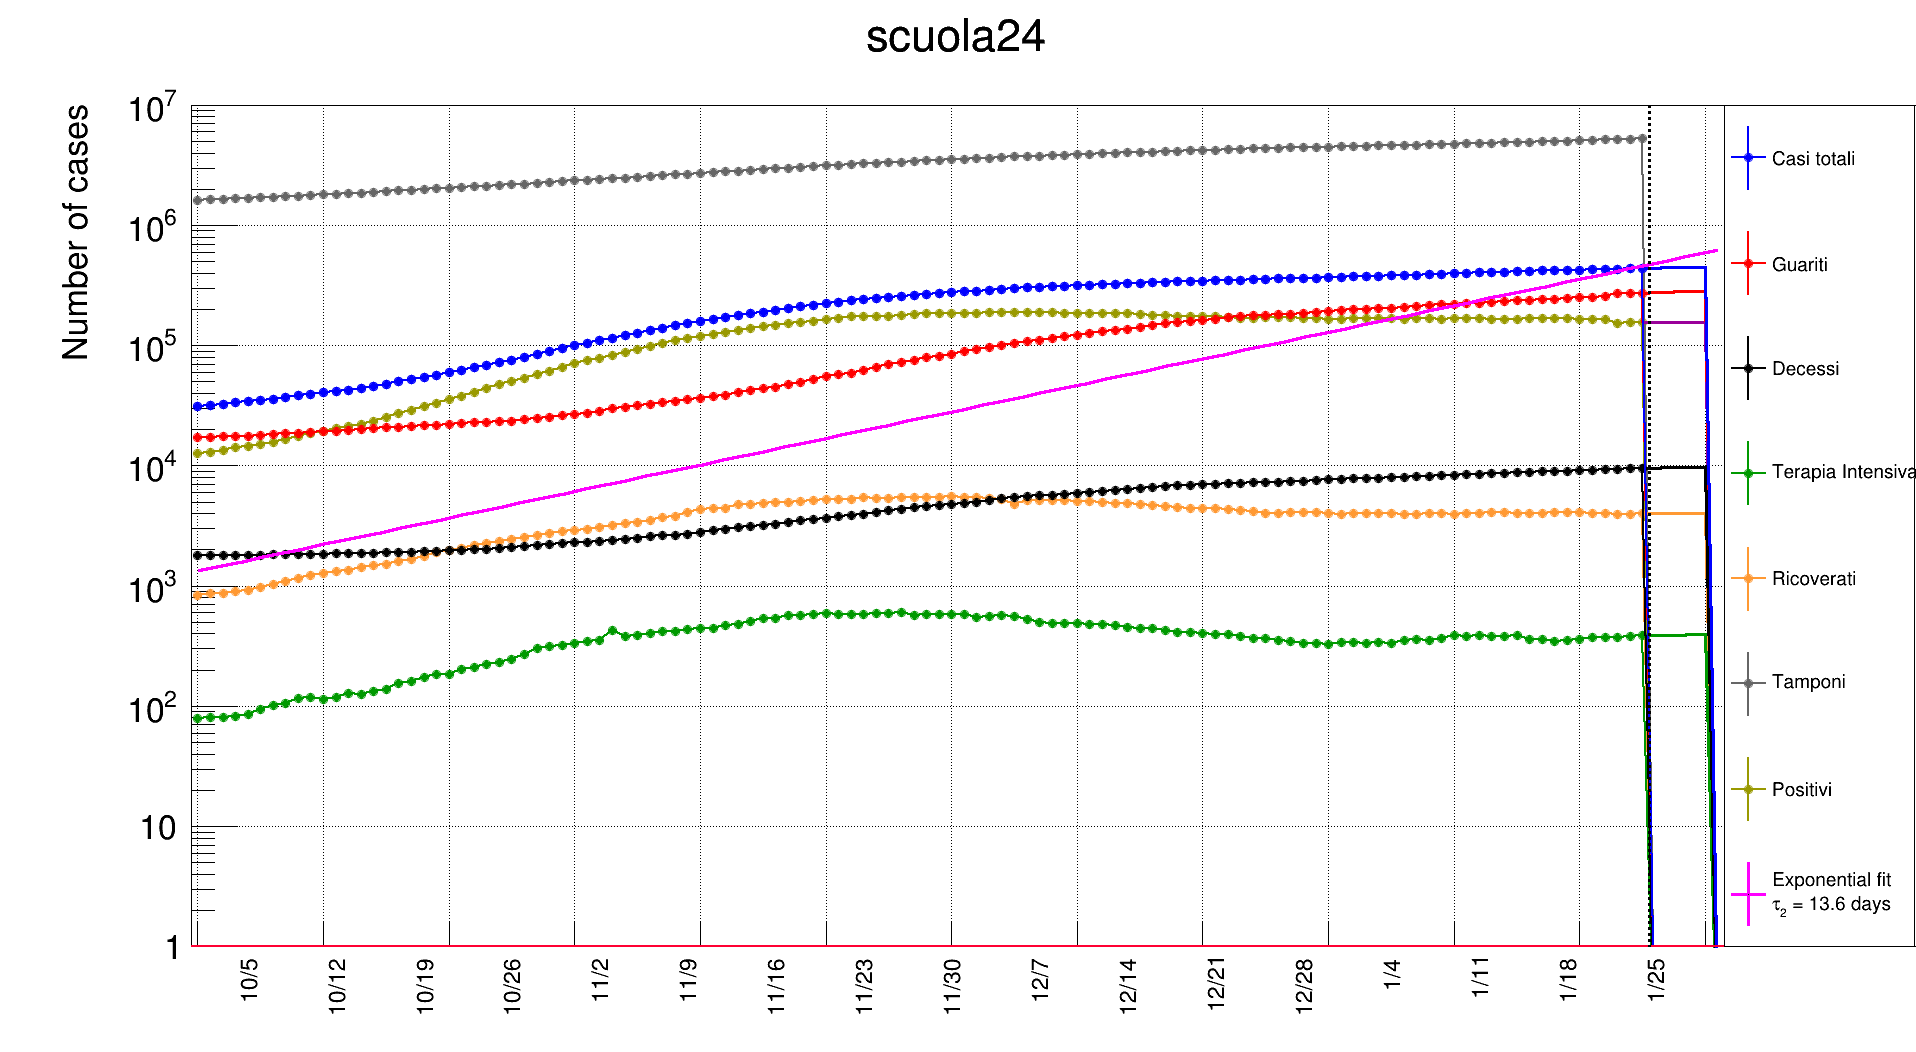 scuola24
Number of cases
10^7
10^6
10^5
10^4
10^3
10^2
10
1
10/5
10/12
10/19
10/26
11/2
11/9
11/16
11/23
11/30
12/7
12/14
12/21
12/28
1/4
1/11
1/18
1/25
Casi totali
Guariti
Decessi
Terapia Intensiva
Ricoverati
Tamponi
Positivi
Exponential fit
τ₂ = 13.6 days